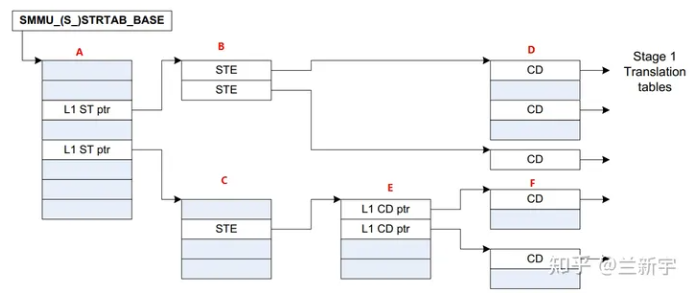 SMMU_(S_)STRTAB_BASE
A
B
D
STE
STE
CD
Stage 1
Translation
tables
L1 ST ptr
CD
L1 ST ptr
CD
C
E
F
L1 CD ptr
CD
STE
L1 CD ptr
CD
知乎 @兰新宇